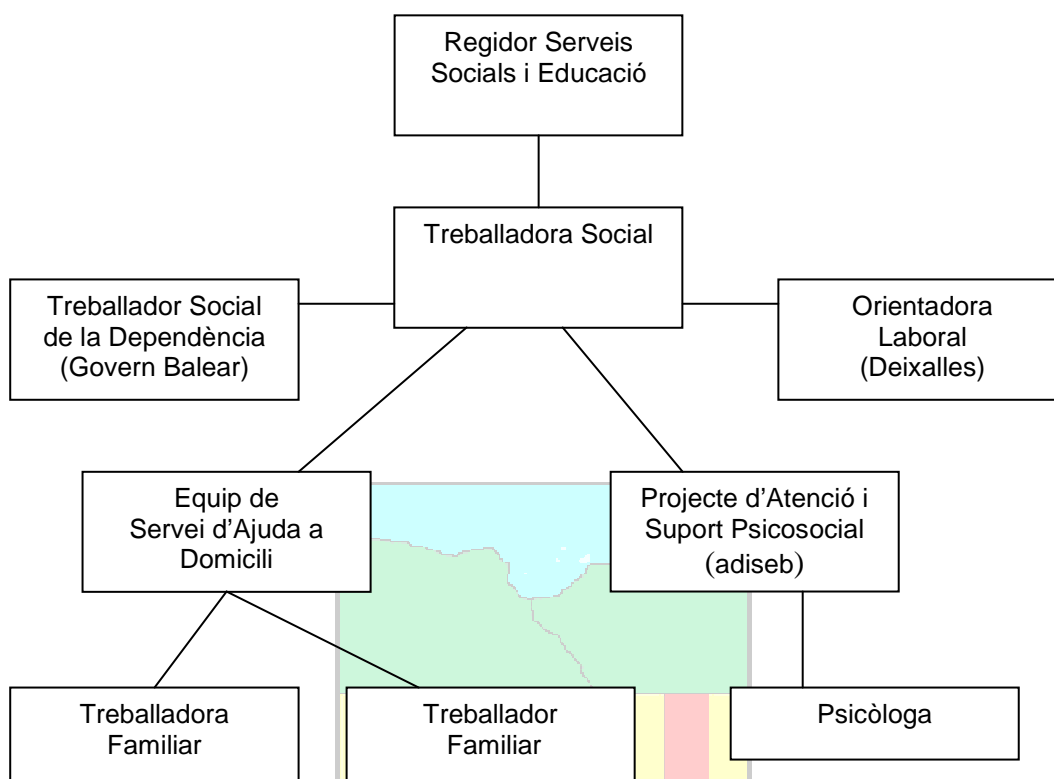 Regidor Serveis
Socials i Educació
Treballadora Social
Treballador Social
de la Dependència
(Govern Balear)
Orientadora
Laboral
(Deixalles)
Equip de
Servei d'Ajuda a
Domicili
Projecte d'Atenció i
Suport Psicosocial
(adiseb)
Treballadora
Familiar
Treballador
Familiar
Psicòloga